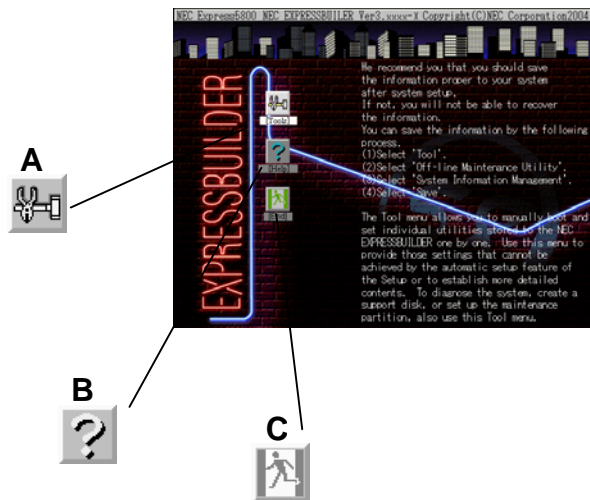 NEC Express5800 NEC EXPRESSBUILER Ver3.xxxx-X Copyright(C)NEC Corporation2004
EXPRESSBUILDER
[Tools]
[Help]
We recommend you that you should save
the information proper to your system
after system setup.
If not, you will not be able to recover
the information.
You can save the information by the following
process.
(1)Select 'Tool'.
(2)Select 'Off-line Maintenance Utility'.
(3)Select 'System Information Management'.
(4)Select 'Save'.
The Tool menu allows you to manually boot and
set individual utilities stored to the NEC
EXPRESSBUILDER one by one. Use this menu to
provide those settings that cannot be
achieved by the automatic setup feature of
the Setup or to establish more detailed
contents. To diagnose the system, create a
support disk, or set up the maintenance
partition, also use this Tool menu.
A
B
?
C